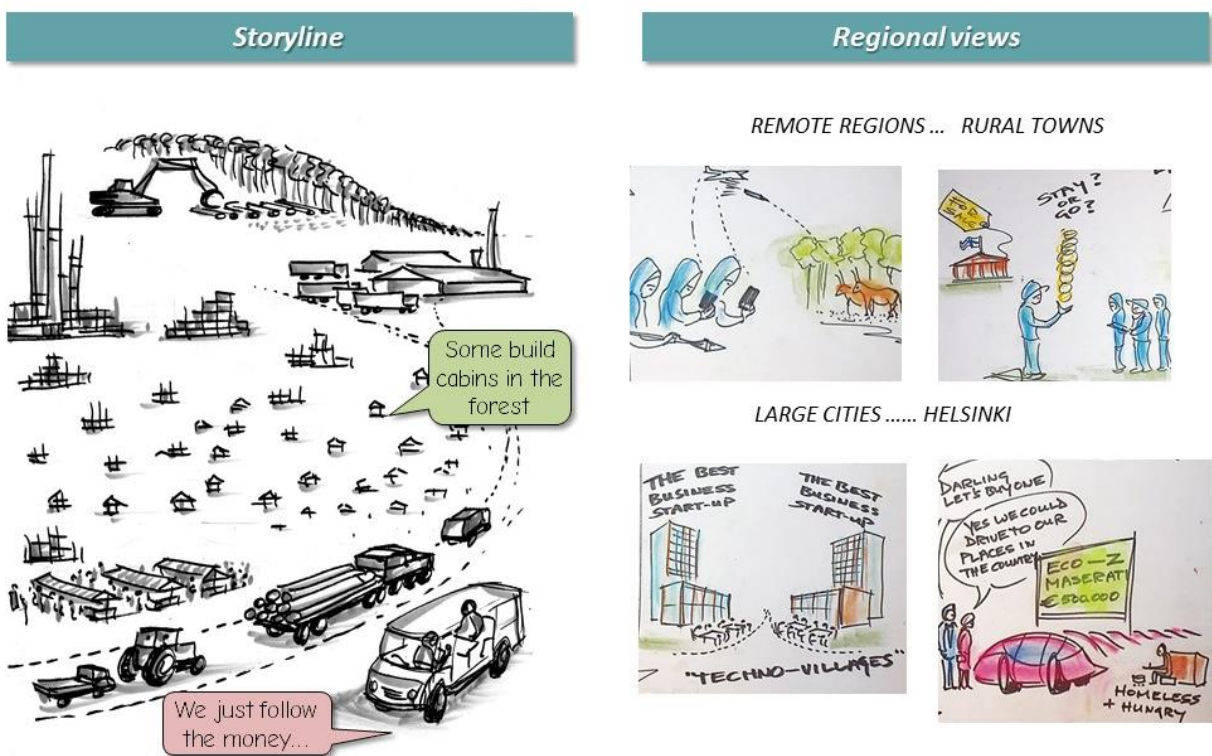 Storyline
Some build
cabins in the
forest
We just follow
the money...
Regional views
REMOTE REGIONS ... RURAL TOWNS
FOR
SALE
STAY?
OR
GO?
LARGE CITIES ...... HELSINKI
THE BEST
BUSINESS
START-UP
THE BEST
BUSINESS
START-UP
"TECHNO-VILLAGES"
DARLING
LET'S BUY ONE
YES WE COULD
DRIVE TO OUR
PLACES IN
THE COUNTRY
ECO-Z
MASERATI
€500.000
HOMELESS
+ HUNGRY